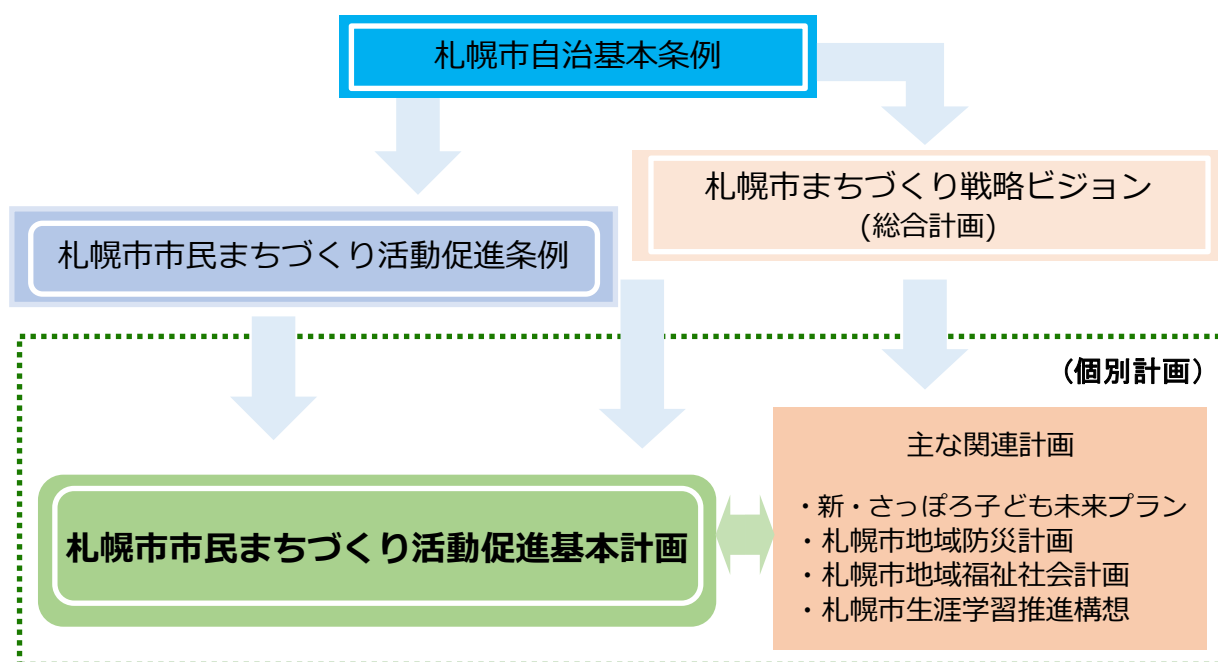 札幌市自治基本条例
札幌市まちづくり戦略ビジョン
(総合計画)
札幌市市民まちづくり活動促進条例
(個別計画)
主な関連計画
・新・さっぽろ子ども未来プラン
・札幌市地域防災計画
・札幌市地域福祉社会計画
・札幌市生涯学習推進構想
札幌市市民まちづくり活動促進基本計画